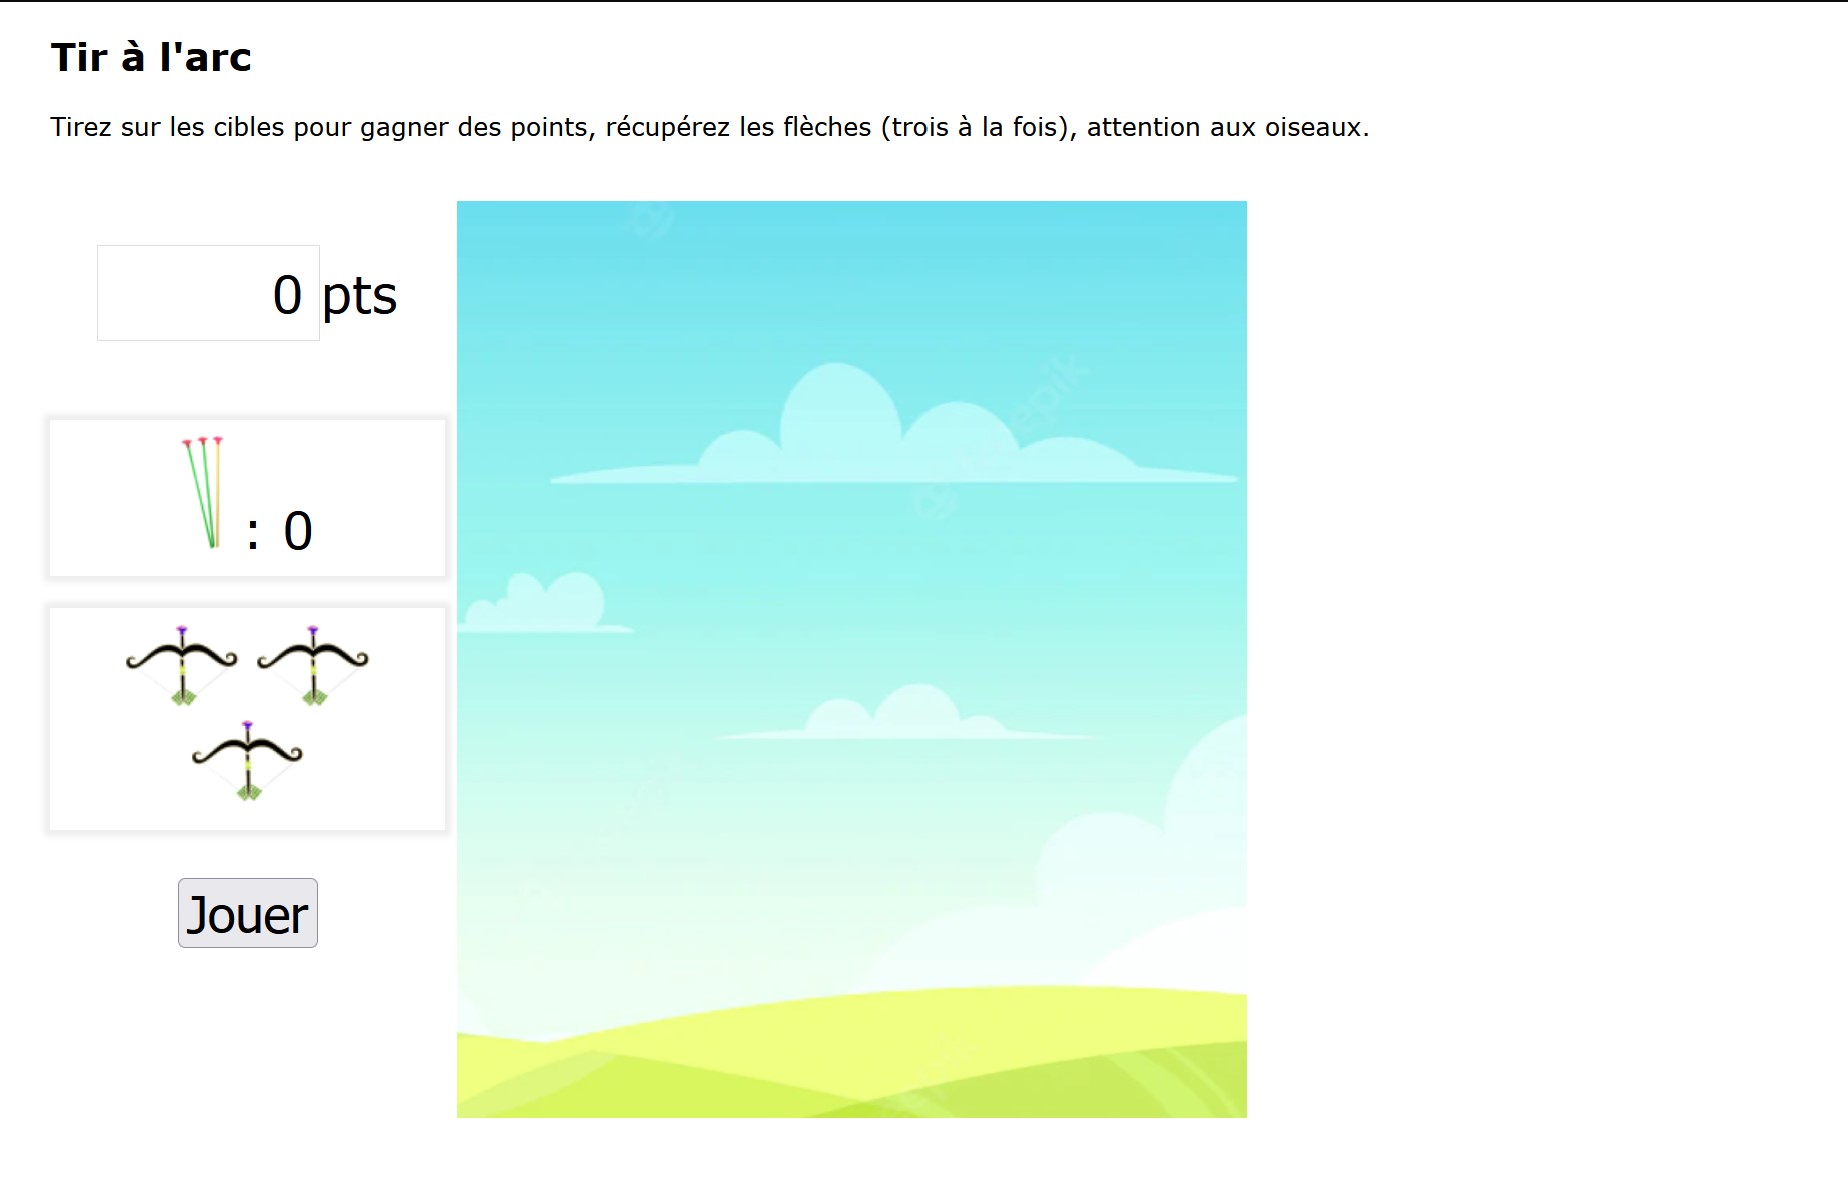 Tir à l'arc
Tirez sur les cibles pour gagner des points, récupérez les flèches (trois à la fois), attention aux oiseaux.
0 pts
: 0
Jouer